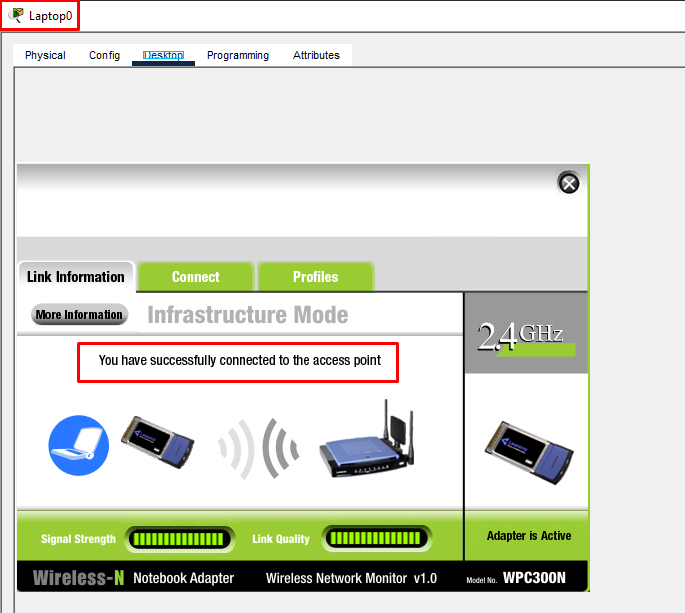 Laptop0
Physical Config Desktop Programming Attributes
Link Information Connect Profiles
More Information Infrastructure Mode
2.4GHz
You have successfully connected to the access point
Signal Strength Link Quality Adapter is Active
Wireless-N Notebook Adapter Wireless Network Monitor v1.0 Model No. WPC300N